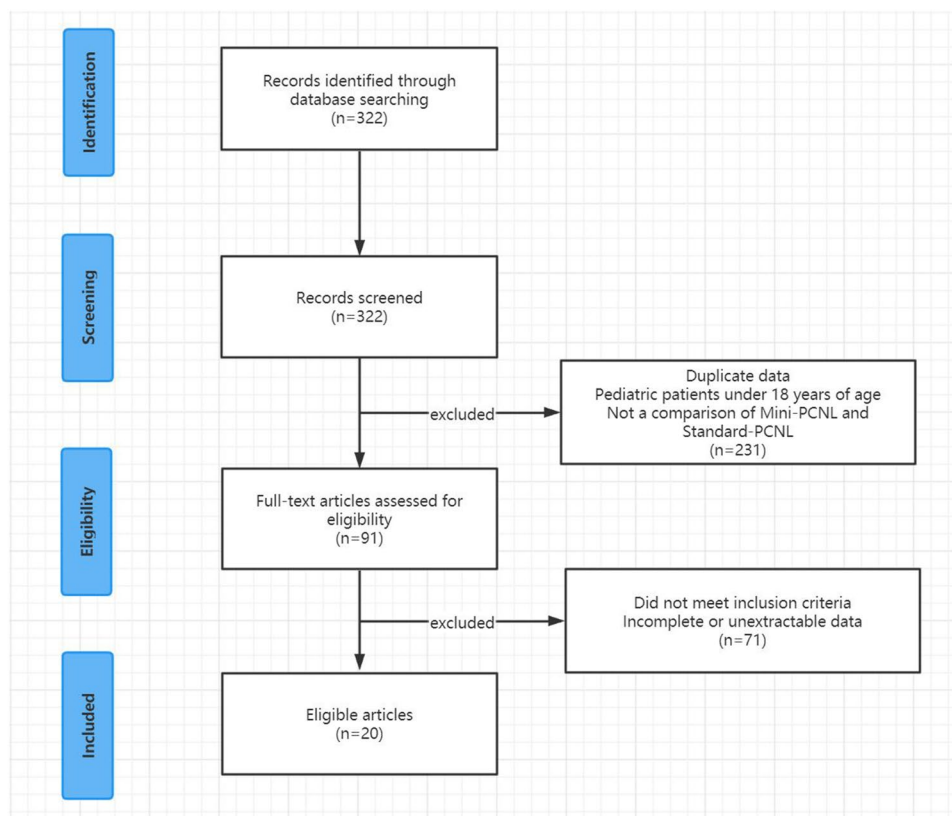 Identification
Records identified through
database searching
(n=322)
Screening
Records screened
(n=322)
excluded
Duplicate data
Pediatric patients under 18 years of age
Not a comparison of Mini-PCNL and
Standard-PCNL
(n=231)
Eligibility
Full-text articles assessed for
eligibility
(n=91)
excluded
Did not meet inclusion criteria
Incomplete or unextractable data
(n=71)
Included
Eligible articles
(n=20)